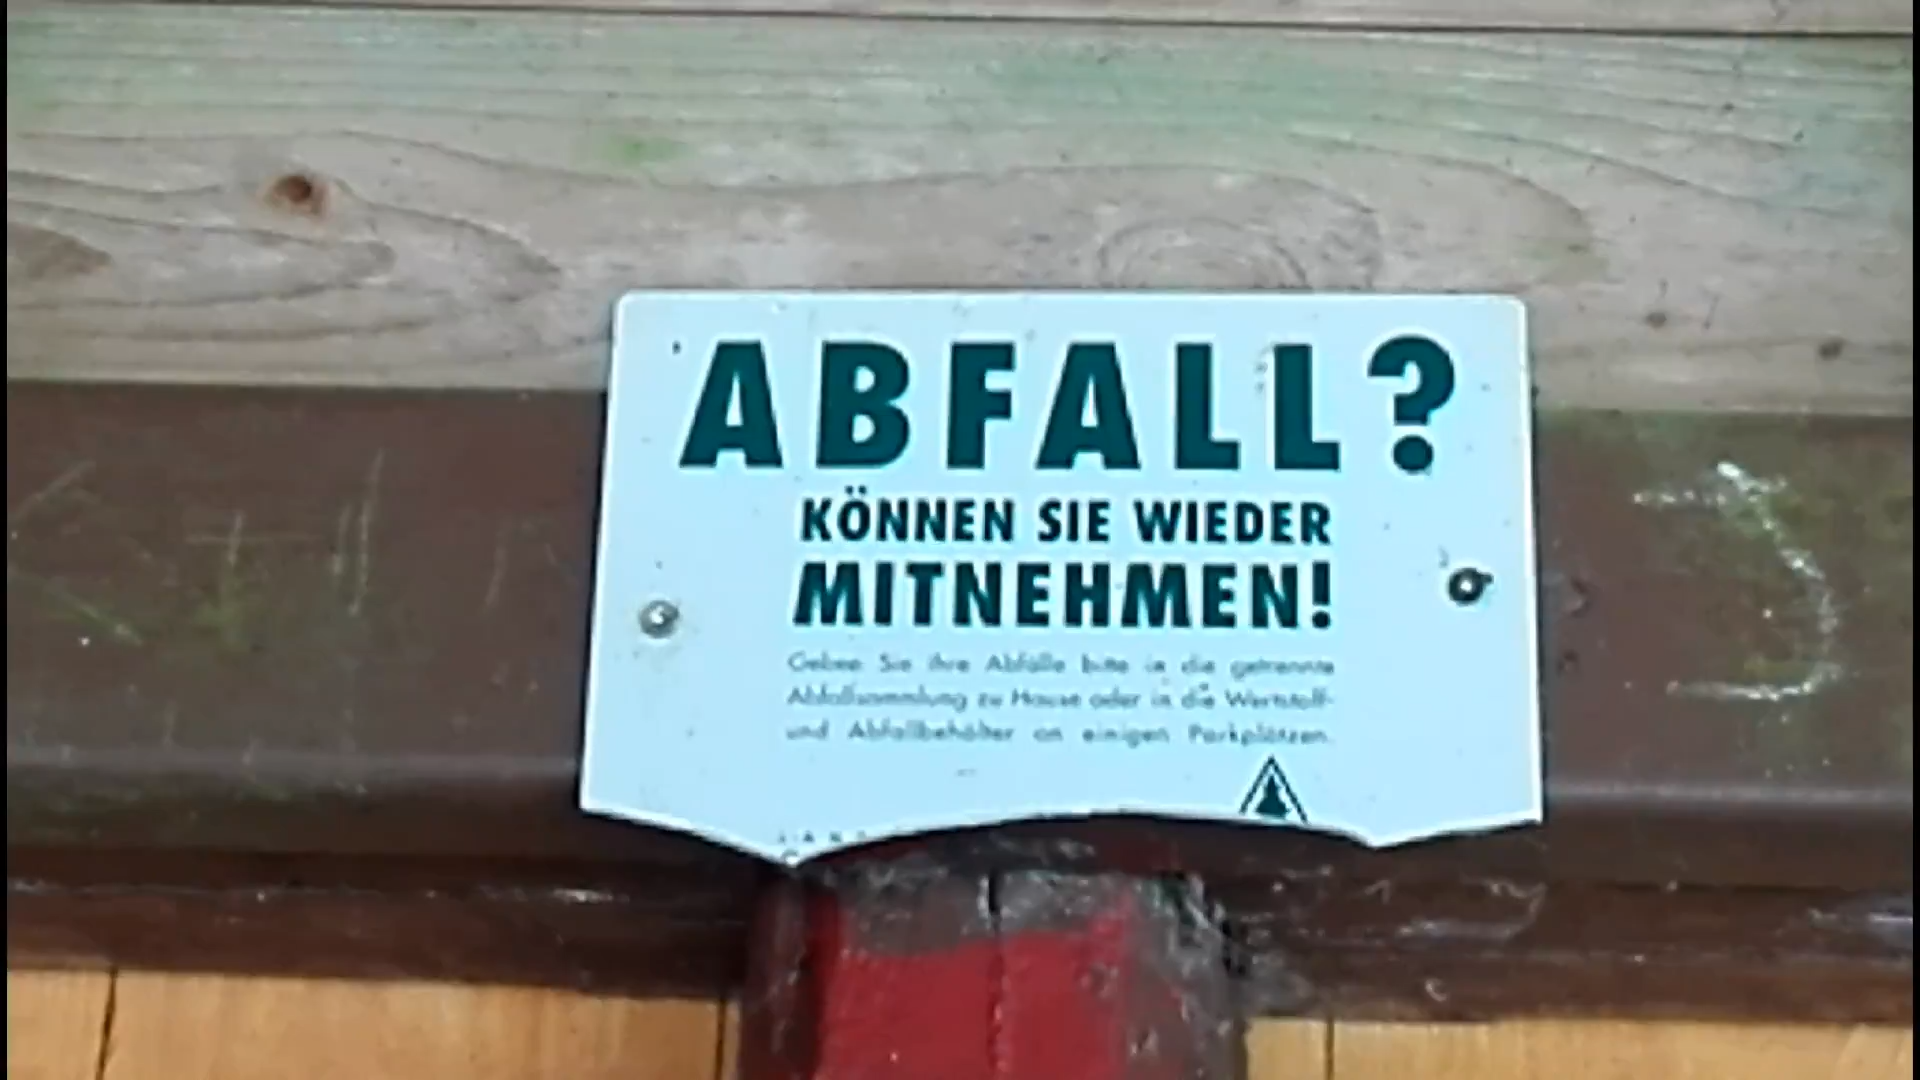 ABFALL?
KÖNNEN SIE WIEDER
MITNEHMEN!
Geben Sie Ihre Abfälle bitte in die getrennte
Abfallsammlung zu Hause oder in die Wertstoff-
und Abfallbehälter an einigen Parkplätzen.